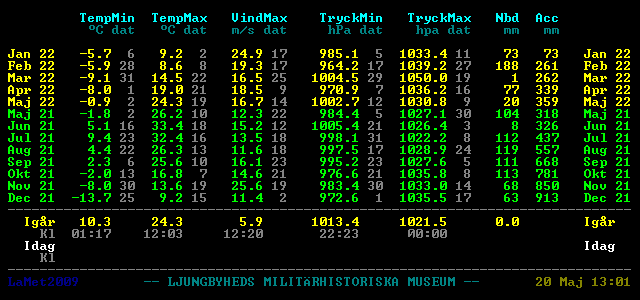 TempMin TempMax VindMax TryckMin TryckMax Nbd Acc
ºC dat ºC dat m/s dat hPa dat hpa dat mm mm
Jan 22 -5.7 6 9.2 2 24.9 17 985.1 5 1033.4 11 73 73 Jan 22
Feb 22 -5.9 28 8.6 8 19.3 17 964.2 17 1039.2 27 188 261 Feb 22
Mar 22 -9.1 31 14.5 22 16.5 25 1004.5 29 1050.0 19 1 262 Mar 22
Apr 22 -8.0 1 19.0 21 18.5 9 970.9 7 1036.2 16 77 339 Apr 22
Maj 22 -0.9 2 24.3 19 16.7 14 1002.7 12 1030.8 9 20 359 Maj 22
Maj 21 -1.8 2 26.2 10 12.3 22 984.4 5 1027.1 30 104 318 Maj 21
Jun 21 5.1 16 33.4 18 15.2 12 1005.4 21 1026.4 3 8 326 Jun 21
Jul 21 9.4 23 32.4 16 13.5 18 998.1 31 1022.2 8 112 437 Jul 21
Aug 21 4.4 22 26.3 13 11.6 18 997.5 17 1028.9 24 119 557 Aug 21
Sep 21 2.3 6 25.6 10 16.1 23 995.2 23 1027.6 5 111 668 Sep 21
Okt 21 -2.0 13 16.8 7 14.6 21 976.6 21 1035.8 8 113 781 Okt 21
Nov 21 -8.0 30 13.6 19 25.6 19 983.4 30 1033.0 14 68 850 Nov 21
Dec 21 -13.7 25 9.2 15 11.4 2 972.6 1 1035.5 17 63 913 Dec 21
Igår 10.3 24.3 5.9 1013.4 1021.5 0.0 Igår
Kl 01:17 12:03 12:20 22:23 00:00
Idag Idag
Kl
LaMet2009 -- LJUNGBYHEDS MILITÄRHISTORISKA MUSEUM -- 20 Maj 13:01